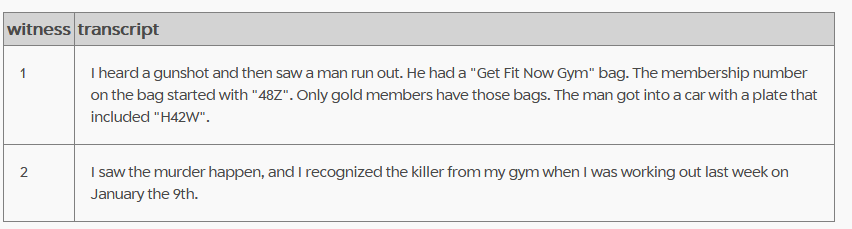 witness transcript
1 I heard a gunshot and then saw a man run out. He had a "Get Fit Now Gym" bag. The membership number
on the bag started with "48Z". Only gold members have those bags. The man got into a car with a plate that
included "H42W".
2 I saw the murder happen, and I recognized the killer from my gym when I was working out last week on
January the 9th.